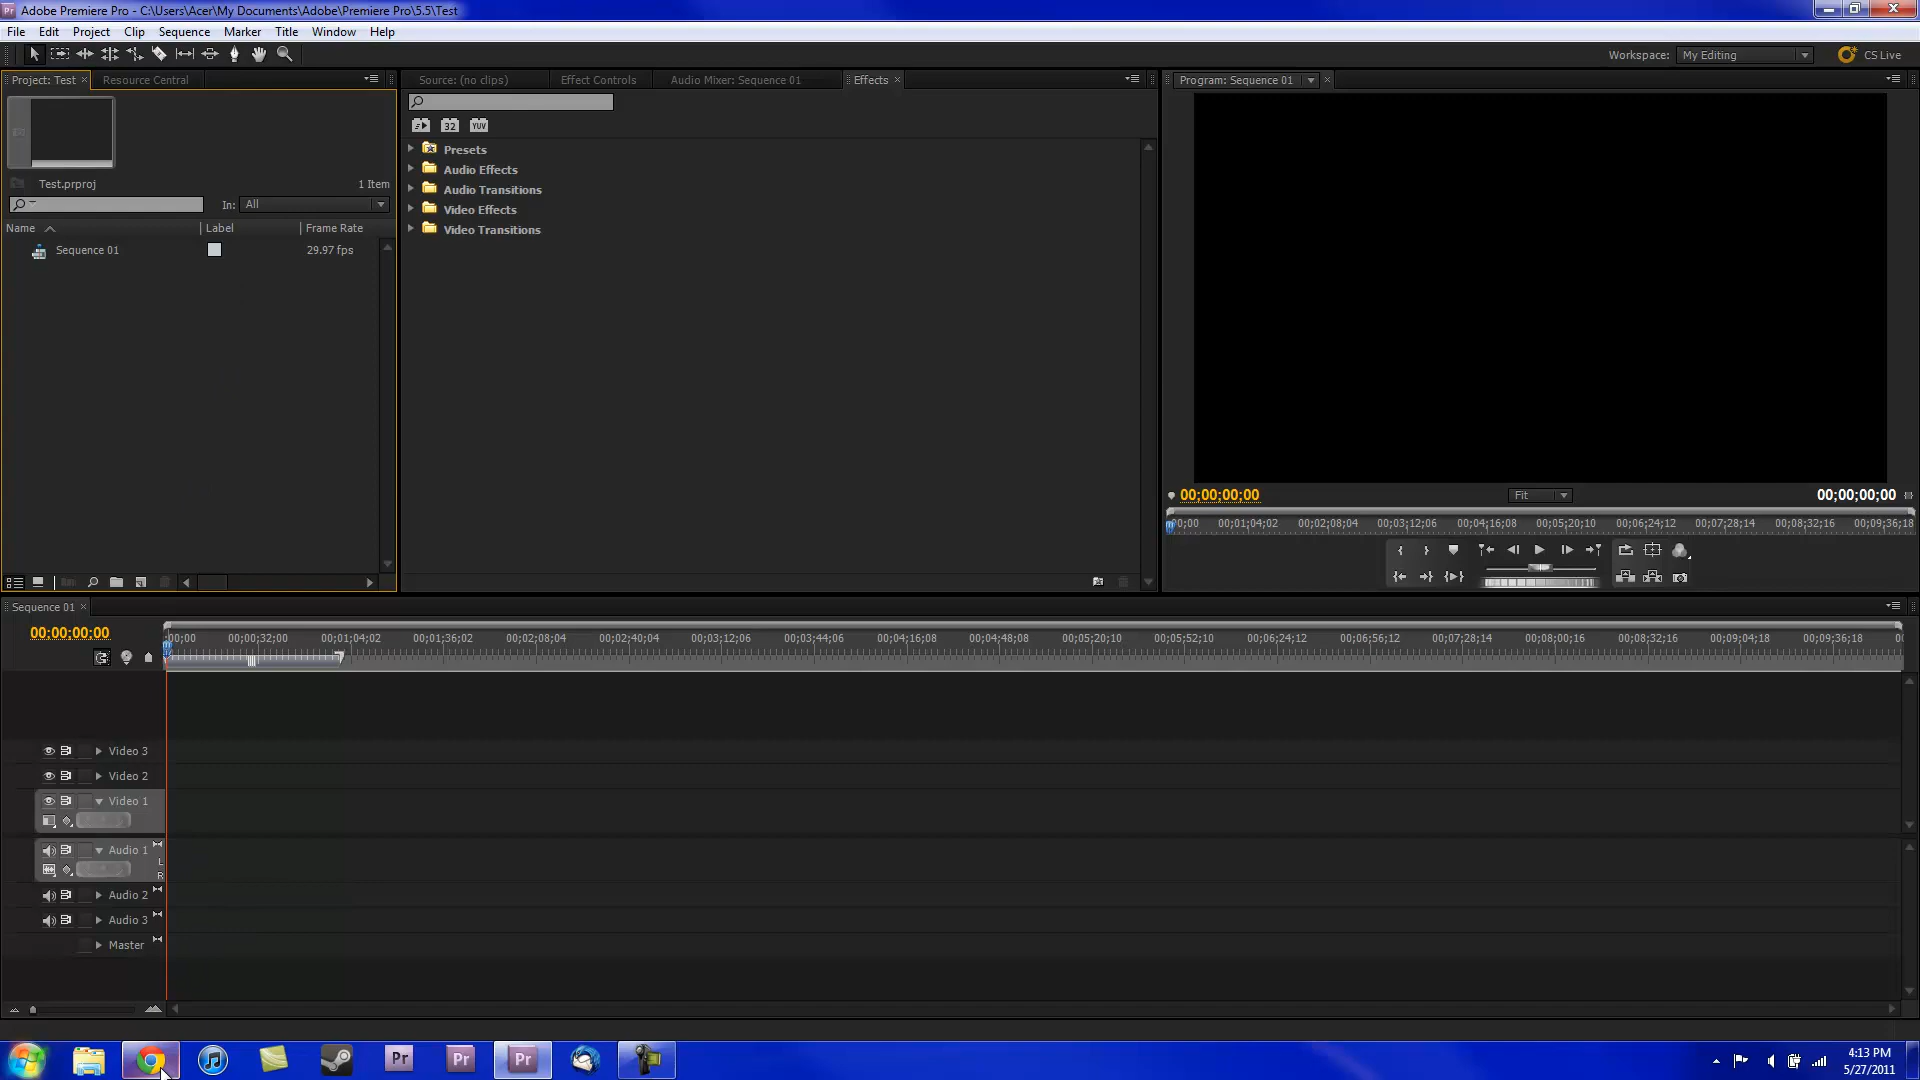 Pr Adobe Premiere Pro - C:\Users\Acer\My Documents\Adobe\Premiere Pro\5.5\Test
File Edit Project Clip Sequence Marker Title Window Help
Workspace: My Editing CS Live
Project: Test Resource Central
Source: (no clips) Effect Controls Audio Mixer: Sequence 01 Effects
Program: Sequence 01
32 YUV
Presets
Audio Effects
Audio Transitions
Video Effects
Video Transitions
Test.prproj 1 Item
In: All
Name Label Frame Rate
Sequence 01 29.97 fps
00;00;00;00 Fit 00;00;00;00
00;00 00;01;04;02 00;02;08;04 00;03;12;06 00;04;16;08 00;05;20;10 00;06;24;12 00;07;28;14 00;08;32;16 00;09;36;18
Sequence 01
00;00;00;00
;00;00 00;00;32;00 00;01;04;02 00;01;36;02 00;02;08;04 00;02;40;04 00;03;12;06 00;03;44;06 00;04;16;08 00;04;48;08 00;05;20;10 00;05;52;10 00;06;24;12 00;06;56;12 00;07;28;14 00;08;00;16 00;08;32;16 00;09;04;18 00;09;36;18 00
Video 3
Video 2
Video 1
Audio 1
L
R
Audio 2
Audio 3
Master
Pr Pr Pr
4:13 PM
5/27/2011